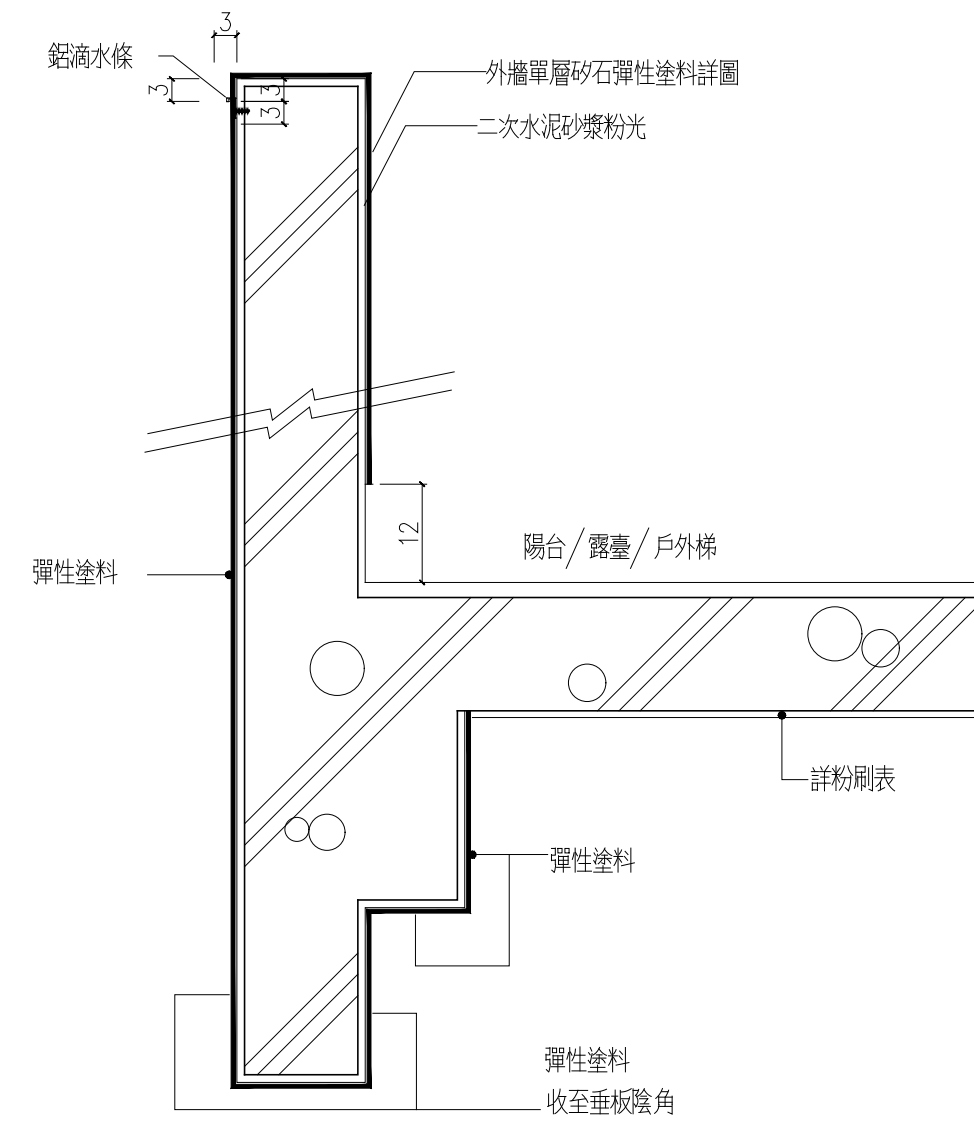 3
鋁滴水條
3
3
3
外牆單層矽石彈性塗料詳圖
二次水泥砂漿粉光
12
陽台/露臺/戶外梯
彈性塗料
詳粉刷表
彈性塗料
彈性塗料
收至垂板陰角